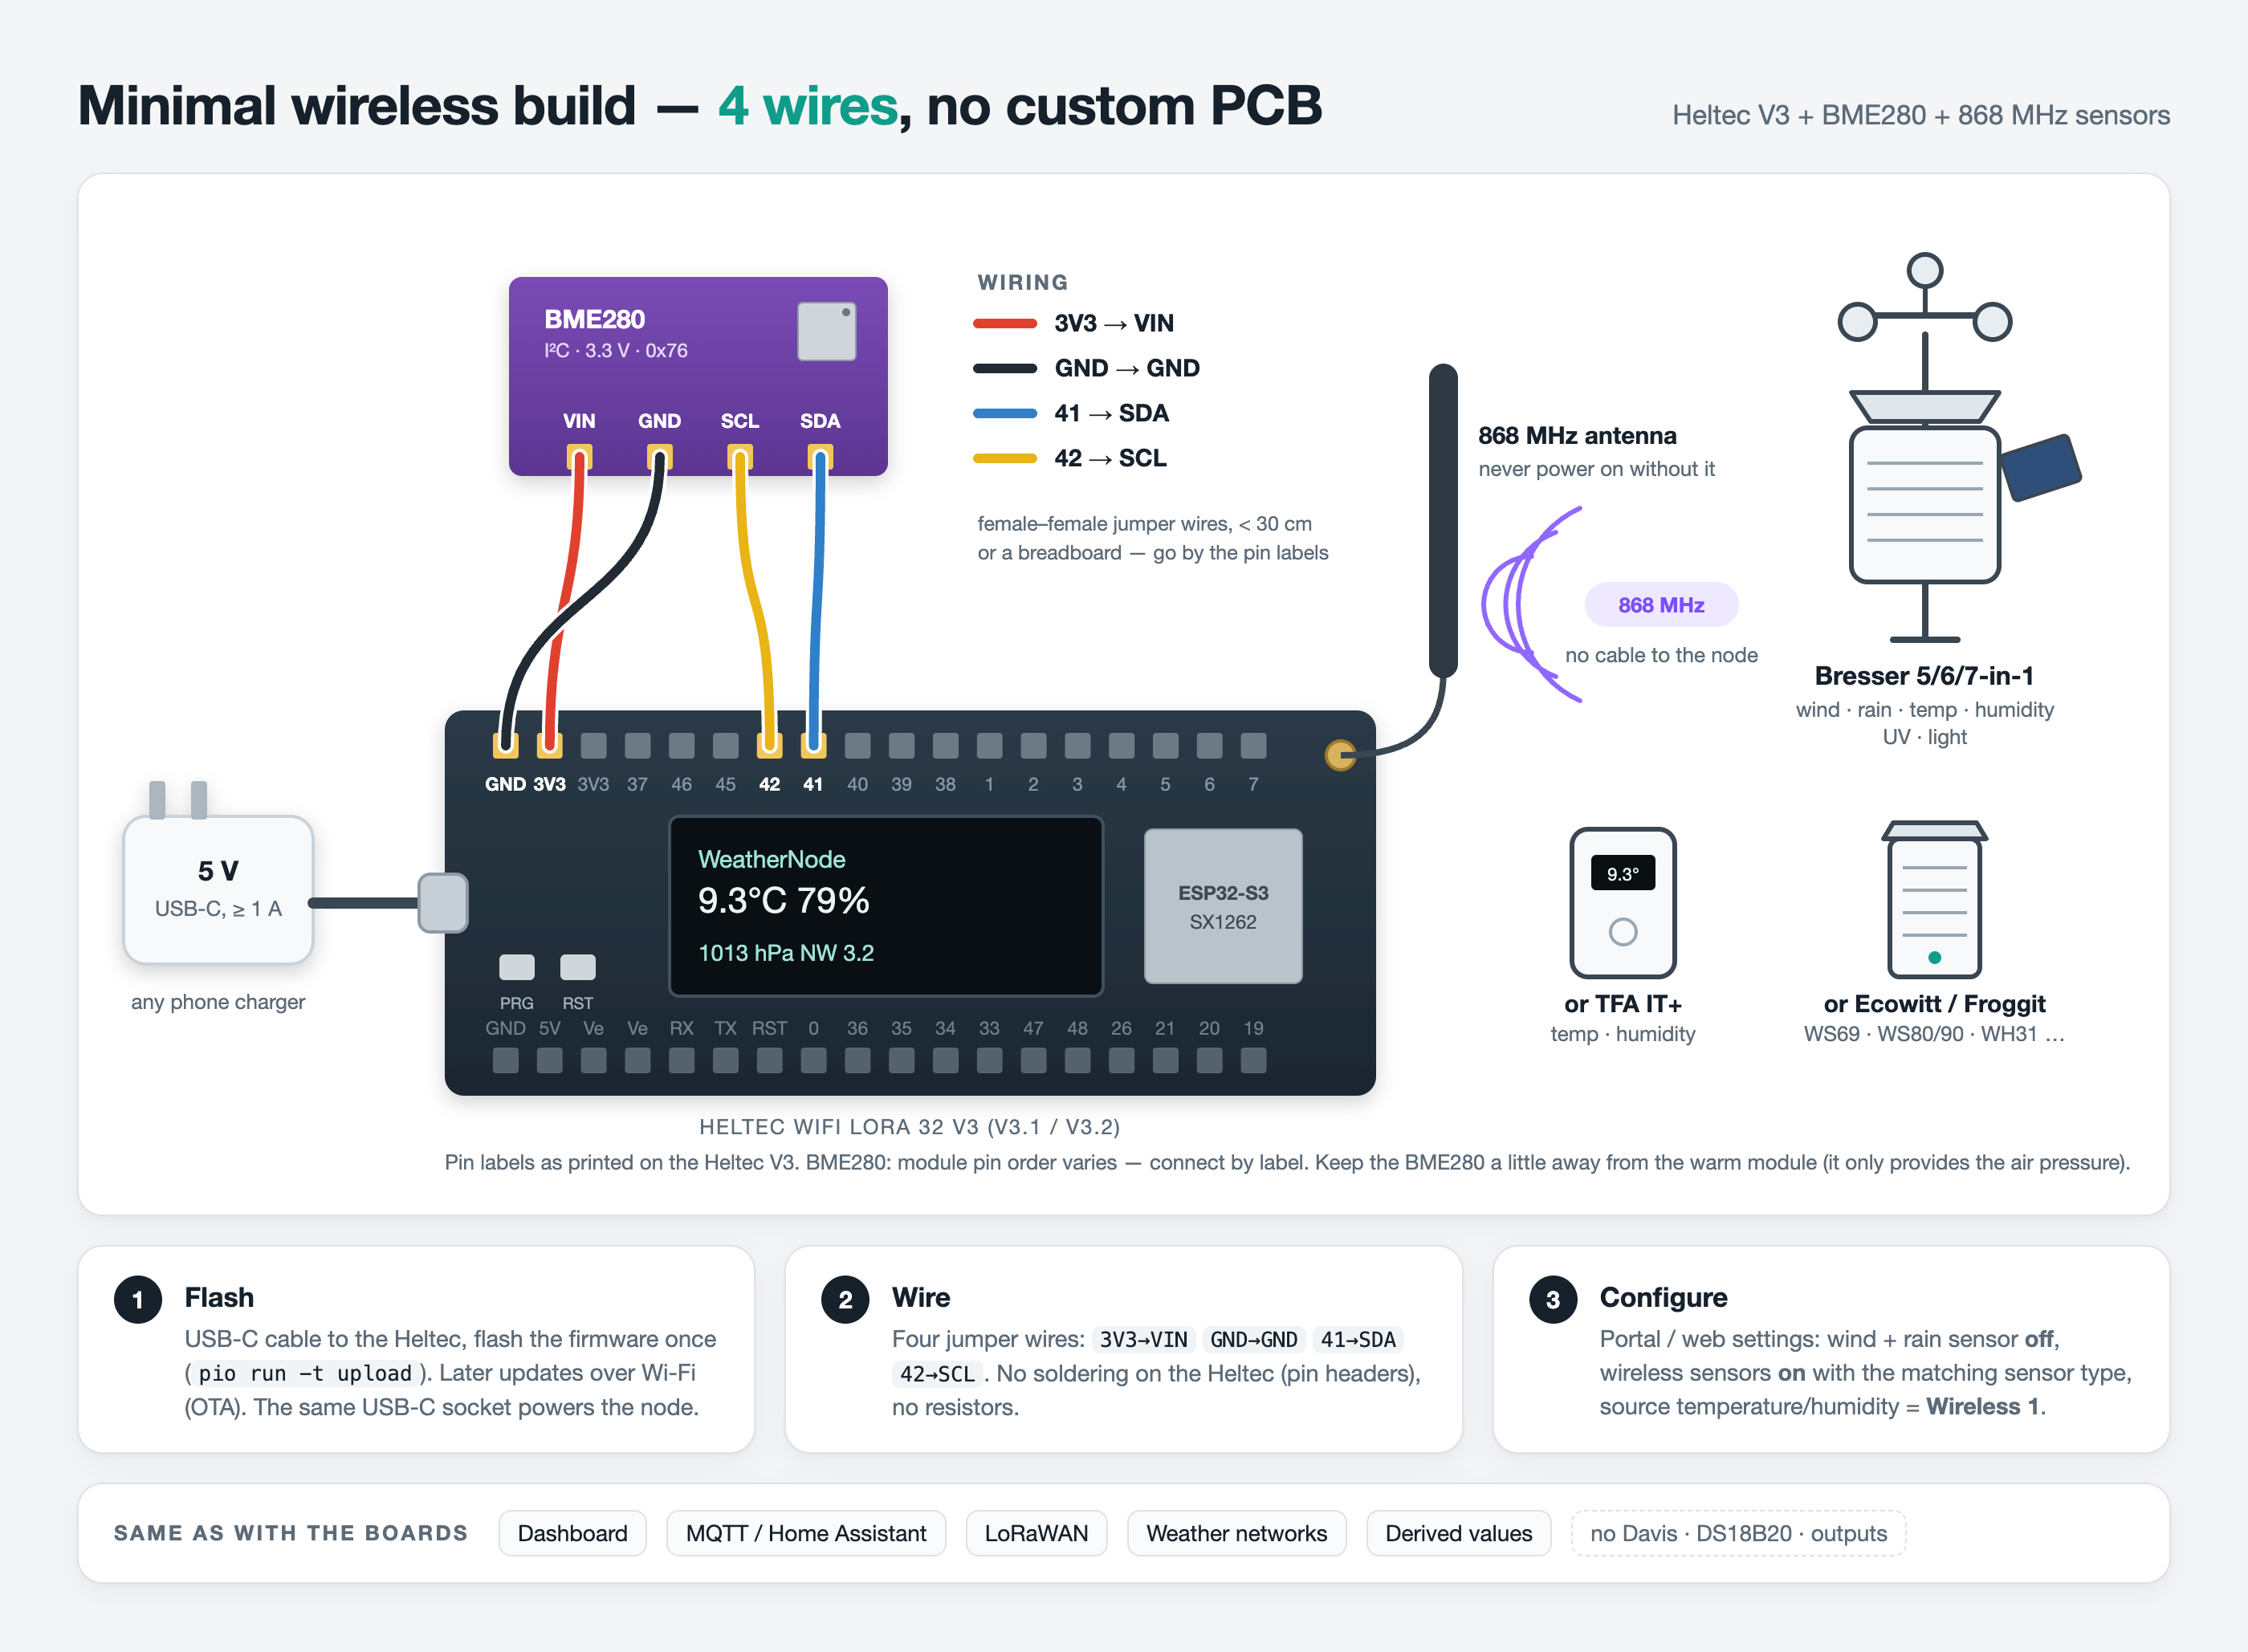 Minimal wireless build — 4 wires, no custom PCB
Heltec V3 + BME280 + 868 MHz sensors
BME280
I²C · 3.3 V · 0x76
VIN GND SCL SDA
WIRING
3V3 → VIN
GND → GND
41 → SDA
42 → SCL
female–female jumper wires, < 30 cm
or a breadboard — go by the pin labels
868 MHz antenna
never power on without it
868 MHz
no cable to the node
Bresser 5/6/7-in-1
wind · rain · temp · humidity
UV · light
5 V
USB-C, ≥ 1 A
any phone charger
GND 3V3 3V3 37 46 45 42 41 40 39 38 1 2 3 4 5 6 7
WeatherNode
9.3°C 79%
1013 hPa NW 3.2
ESP32-S3
SX1262
PRG RST
GND 5V Ve Ve RX TX RST 0 36 35 34 33 47 48 26 21 20 19
9.3°
or TFA IT+
temp · humidity
or Ecowitt / Froggit
WS69 · WS80/90 · WH31 ...
HELTEC WIFI LORA 32 V3 (V3.1 / V3.2)
Pin labels as printed on the Heltec V3. BME280: module pin order varies — connect by label. Keep the BME280 a little away from the warm module (it only provides the air pressure).
1 Flash
USB-C cable to the Heltec, flash the firmware once
( pio run -t upload ). Later updates over Wi-Fi
(OTA). The same USB-C socket powers the node.
2 Wire
Four jumper wires: 3V3→VIN GND→GND 41→SDA
42→SCL . No soldering on the Heltec (pin headers),
no resistors.
3 Configure
Portal / web settings: wind + rain sensor off,
wireless sensors on with the matching sensor type,
source temperature/humidity = Wireless 1.
SAME AS WITH THE BOARDS Dashboard MQTT / Home Assistant LoRaWAN Weather networks Derived values no Davis · DS18B20 · outputs